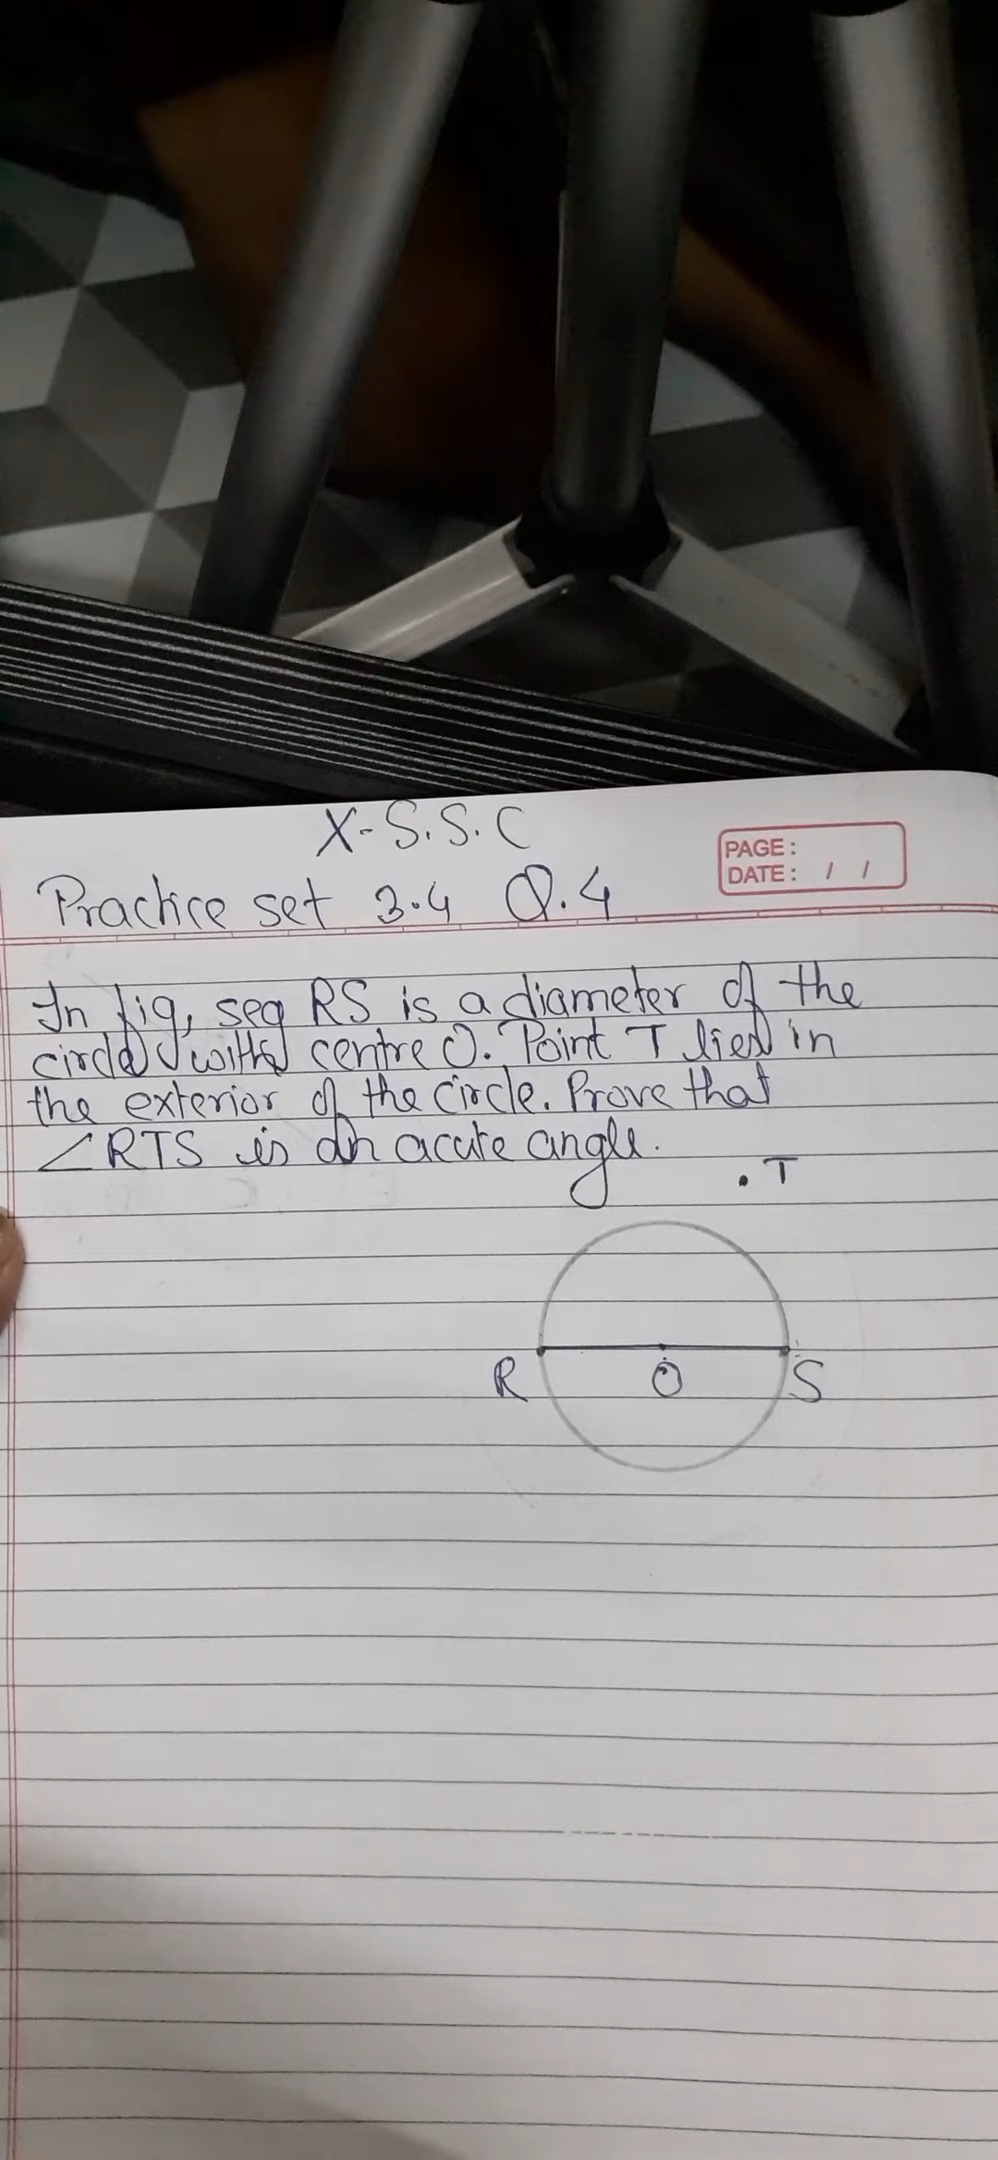 X-S.S.C
PAGE:
DATE: / /
Practice set 3.4 Q.4
In fig, seg RS is a diameter of the
circle with centre O. Point T lies in
the exterior of the circle. Prove that
∠RTS is an acute angle.
. T
R O S